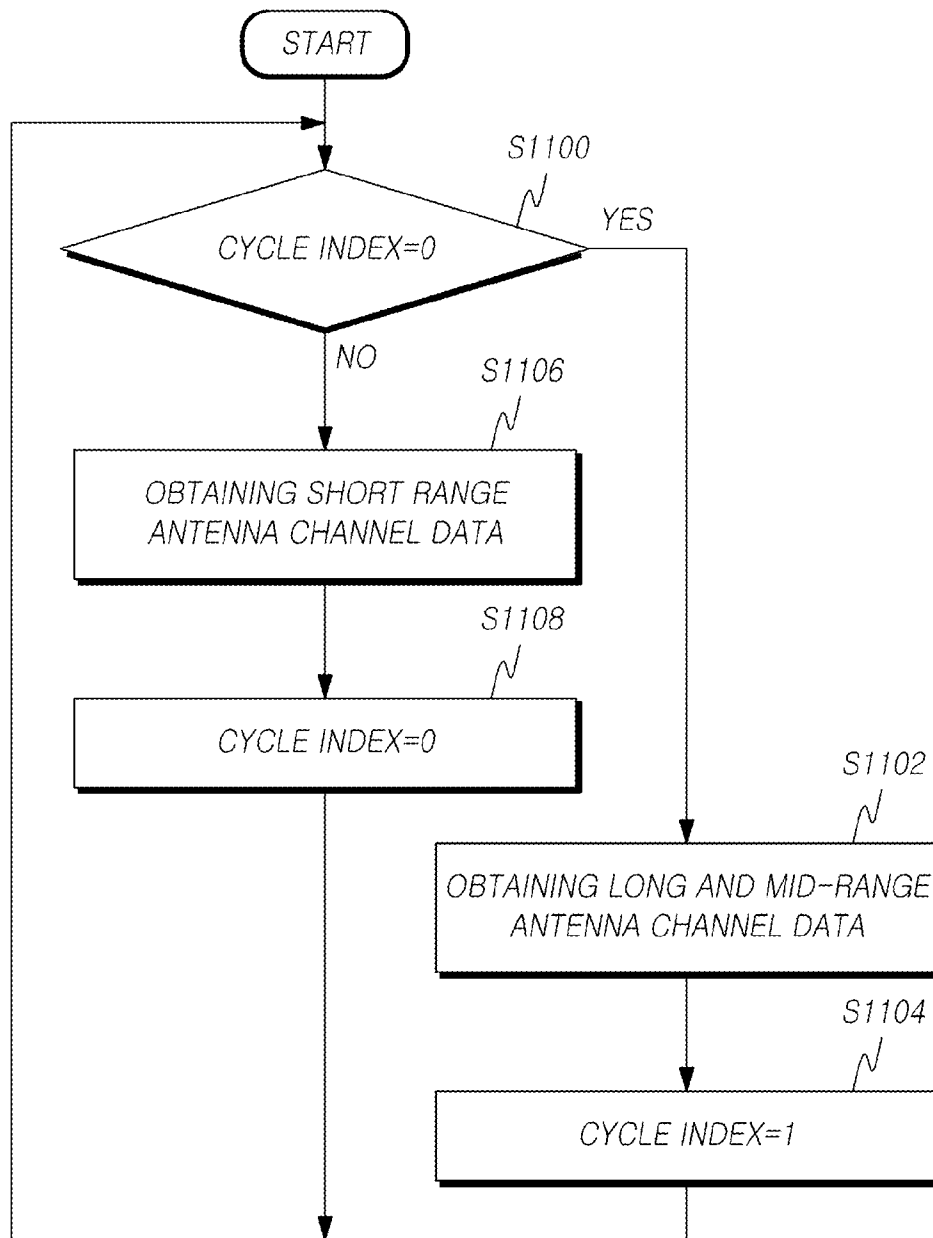 START
S1100
CYCLE INDEX=0
YES
NO
S1106
OBTAINING SHORT RANGE
ANTENNA CHANNEL DATA
S1108
CYCLE INDEX=0
S1102
OBTAINING LONG AND MID-RANGE
ANTENNA CHANNEL DATA
S1104
CYCLE INDEX=1